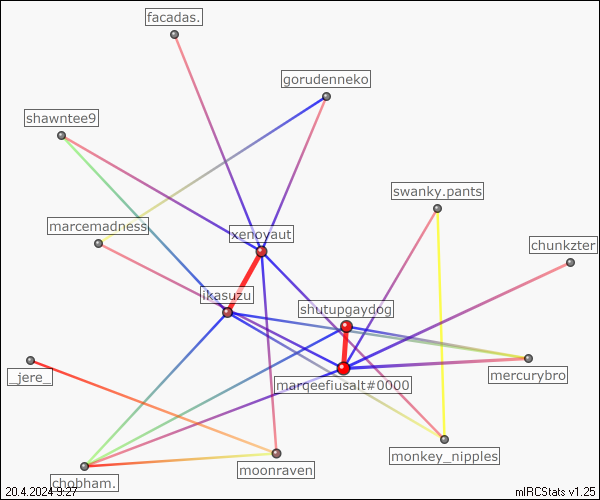 facadas.
gorudenneko
shawntee9
swanky.pants
marcemadness
xenoyaut
chunkzter
ikasuzu
shutupgaydog
_jere_
marqeefiusalt#0000
mercurybro
monkey_nipples
moonraven
chobham.
20.4.2024 9:27
mIRCStats v1.25